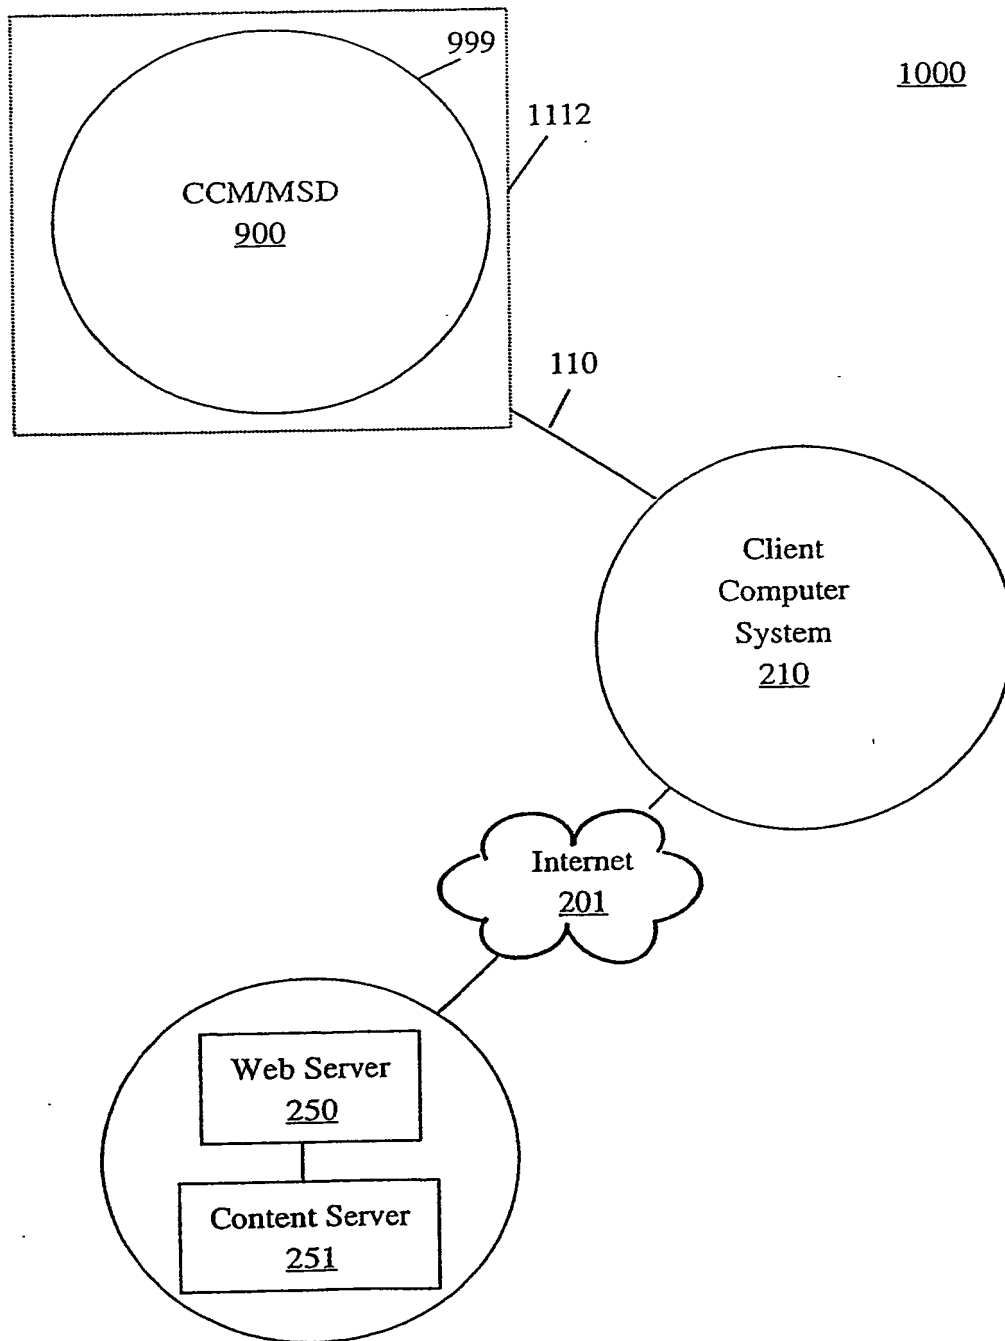 999
1000
1112
CCM/MSD
900
110
Client
Computer
System
210
Internet
201
Web Server
250
Content Server
251